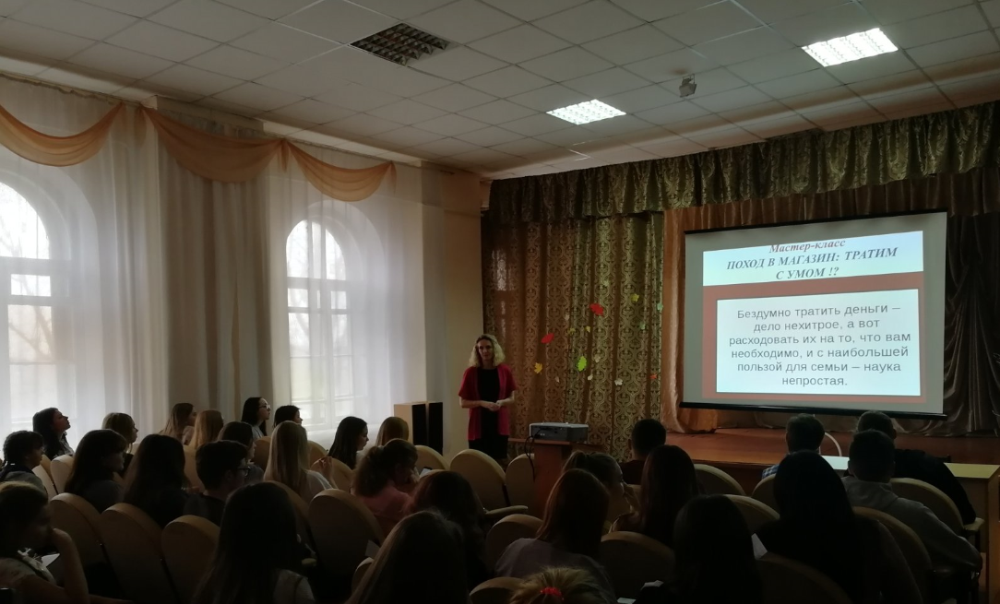 Мастер-класс
ПОХОД В МАГАЗИН: ТРАТИМ
С УМОМ !?
Бездумно тратить деньги –
дело нехитрое, а вот
расходовать их на то, что вам
необходимо, и с наибольшей
пользой для семьи – наука
непростая.